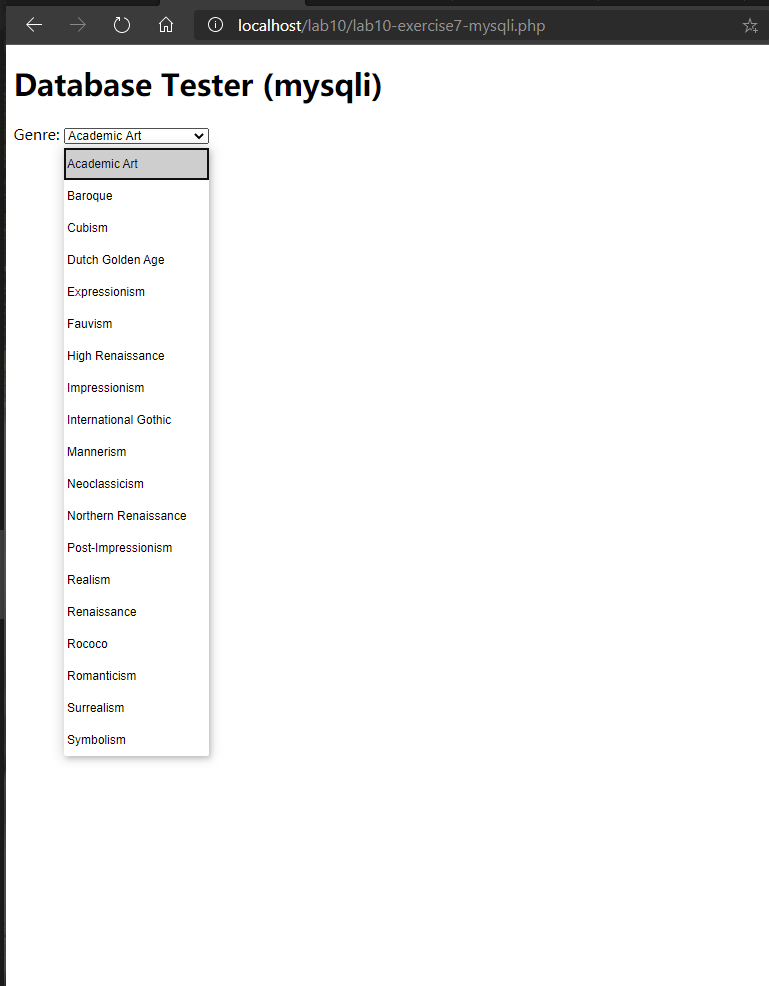 localhost/lab10/lab10-exercise7-mysqli.php
Database Tester (mysqli)
Genre: Academic Art
Academic Art
Baroque
Cubism
Dutch Golden Age
Expressionism
Fauvism
High Renaissance
Impressionism
International Gothic
Mannerism
Neoclassicism
Northern Renaissance
Post-Impressionism
Realism
Renaissance
Rococo
Romanticism
Surrealism
Symbolism